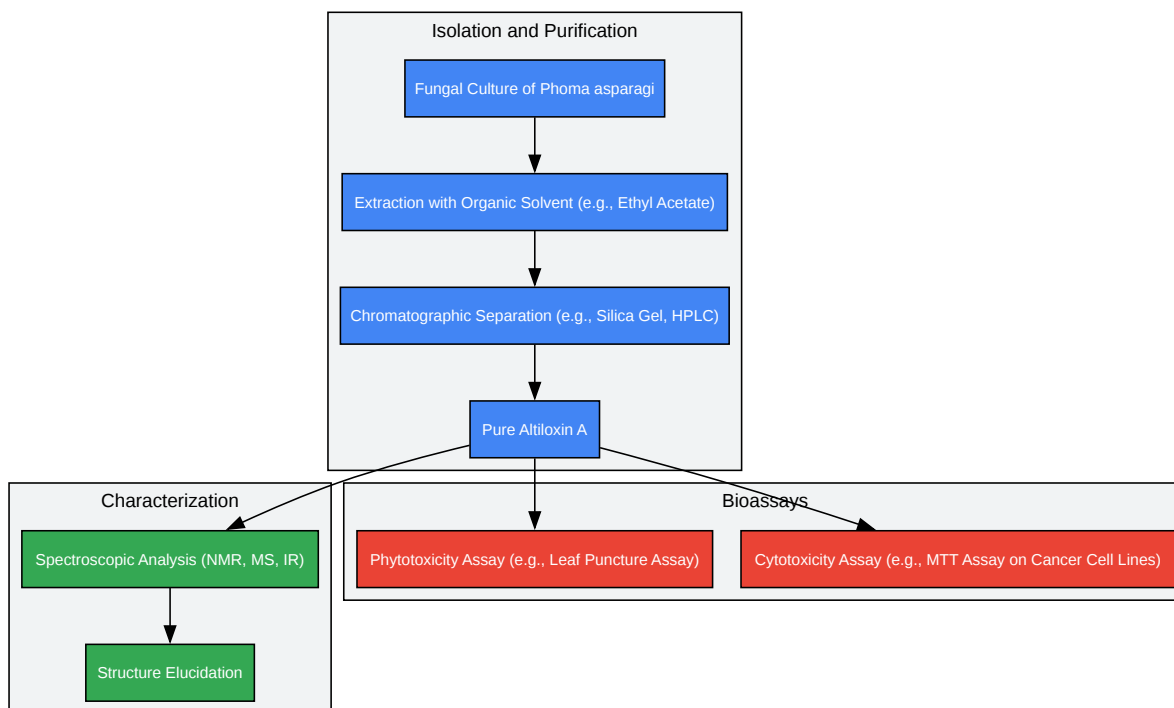 Isolation and Purification
Fungal Culture of Phoma asparagi
Extraction with Organic Solvent (e.g., Ethyl Acetate)
Chromatographic Separation (e.g., Silica Gel, HPLC)
Pure Altiloxin A
Characterization
Spectroscopic Analysis (NMR, MS, IR)
Structure Elucidation
Bioassays
Phytotoxicity Assay (e.g., Leaf Puncture Assay)
Cytotoxicity Assay (e.g., MTT Assay on Cancer Cell Lines)